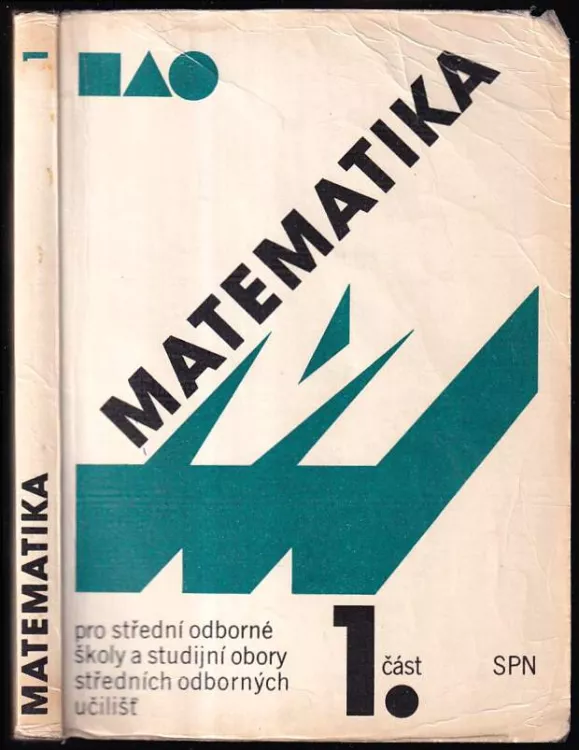 1
MATEMATIKA
MATEMATIKA
pro střední odborné
školy a studijní obory
středních odborných
učilišť
1. část
SPN